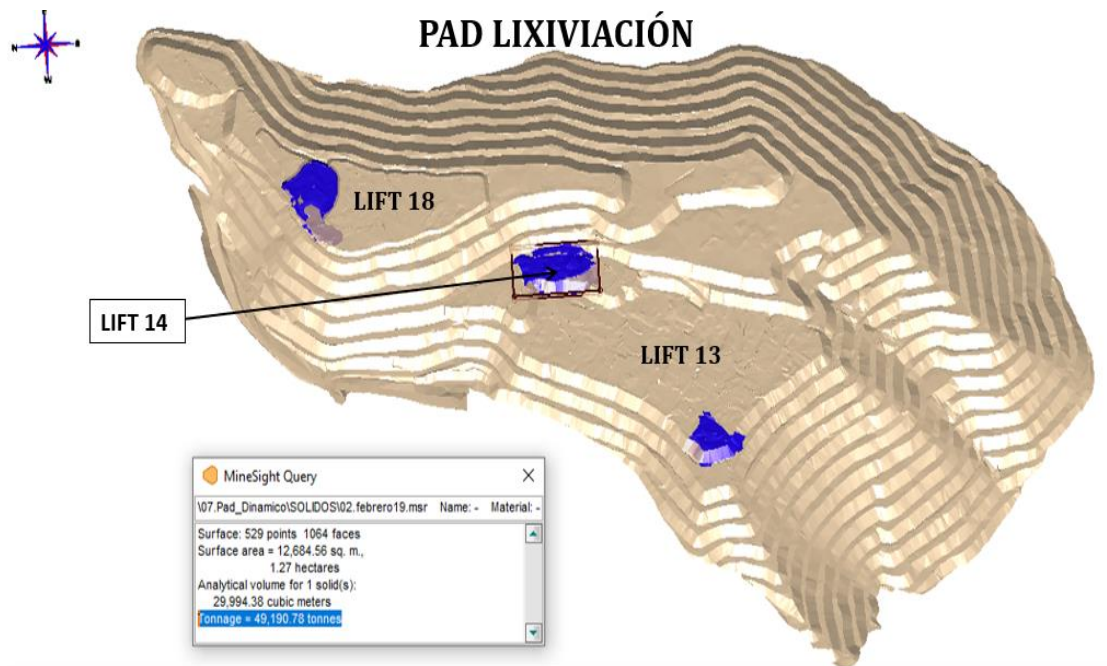 PAD LIXIVIACIÓN
N
W
LIFT 18
LIFT 14
LIFT 13
MineSight Query
\07.Pad_Dinamico\SOLIDOS\02.febrero19.msr Name: - Material: -
Surface: 529 points 1064 faces
Surface area = 12,684.56 sq. m.,
1.27 hectares
Analytical volume for 1 solid(s):
29,994.38 cubic meters
Tonnage = 49,190.78 tonnes